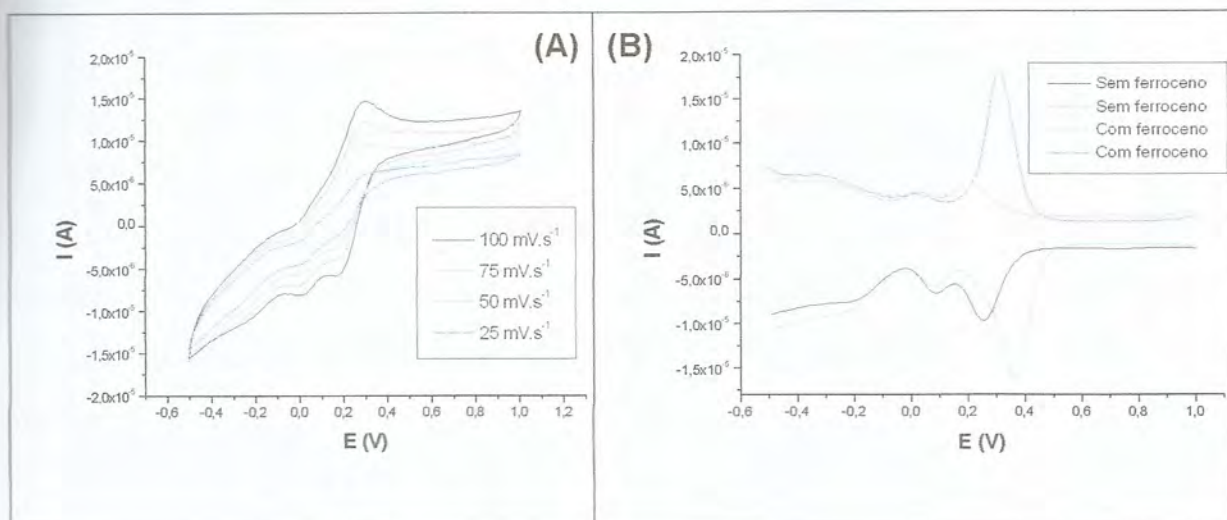 (A)
2,0x10⁻⁵
1,5x10⁻⁵
1,0x10⁻⁵
5,0x10⁻⁶
0,0
-5,0x10⁻⁶
-1,0x10⁻⁵
-1,5x10⁻⁵
-2,0x10⁻⁵
I (A)
100 mV.s⁻¹
75 mV.s⁻¹
50 mV.s⁻¹
25 mV.s⁻¹
-0,6 -0,4 -0,2 0,0 0,2 0,4 0,6 0,8 1,0 1,2
E (V)
(B)
2,0x10⁻⁵
1,5x10⁻⁵
1,0x10⁻⁵
5,0x10⁻⁶
0,0
-5,0x10⁻⁶
-1,0x10⁻⁵
-1,5x10⁻⁵
I (A)
Sem ferroceno
Sem ferroceno
Com ferroceno
Com ferroceno
-0,6 -0,4 -0,2 0,0 0,2 0,4 0,6 0,8 1,0
E (V)